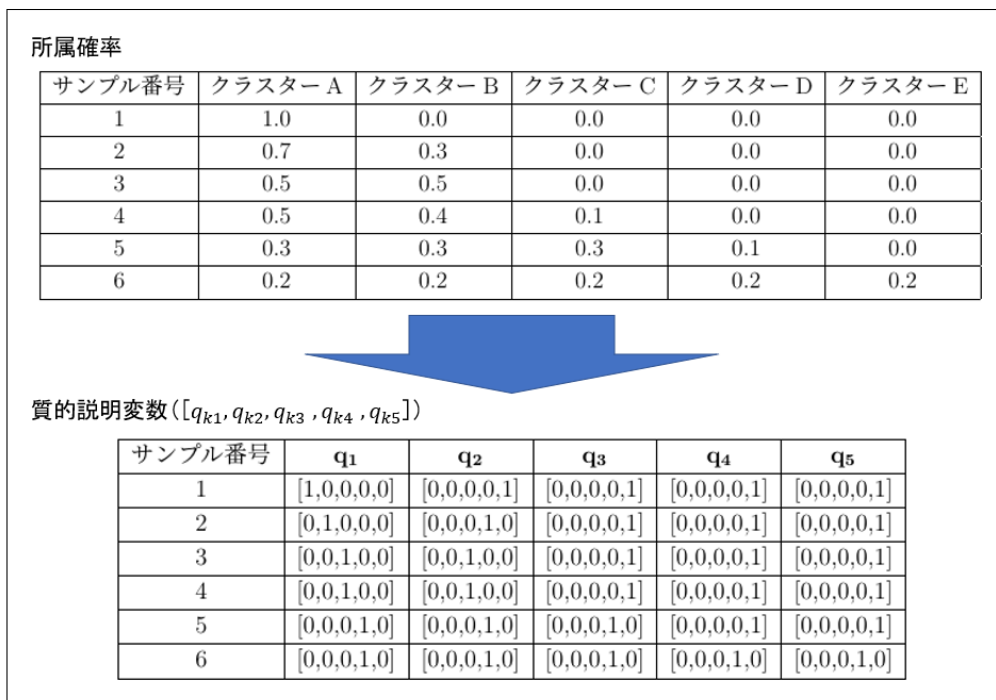 所属確率
サンプル番号 クラスターA クラスターB クラスターC クラスターD クラスターE
1 1.0 0.0 0.0 0.0 0.0
2 0.7 0.3 0.0 0.0 0.0
3 0.5 0.5 0.0 0.0 0.0
4 0.5 0.4 0.1 0.0 0.0
5 0.3 0.3 0.3 0.1 0.0
6 0.2 0.2 0.2 0.2 0.2
質的説明変数([q_{k1}, q_{k2}, q_{k3}, q_{k4}, q_{k5}])
サンプル番号 q₁ q₂ q₃ q₄ q₅
1 [1,0,0,0,0] [0,0,0,0,1] [0,0,0,0,1] [0,0,0,0,1] [0,0,0,0,1]
2 [0,1,0,0,0] [0,0,0,1,0] [0,0,0,0,1] [0,0,0,0,1] [0,0,0,0,1]
3 [0,0,1,0,0] [0,0,1,0,0] [0,0,0,0,1] [0,0,0,0,1] [0,0,0,0,1]
4 [0,0,1,0,0] [0,0,1,0,0] [0,0,0,0,1] [0,0,0,0,1] [0,0,0,0,1]
5 [0,0,0,1,0] [0,0,0,1,0] [0,0,0,1,0] [0,0,0,0,1] [0,0,0,0,1]
6 [0,0,0,1,0] [0,0,0,1,0] [0,0,0,1,0] [0,0,0,1,0] [0,0,0,1,0]